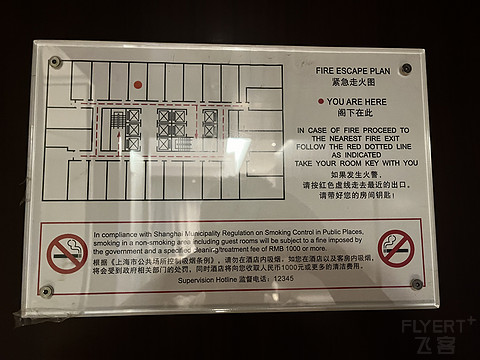 FIRE ESCAPE PLAN
紧急走火图
YOU ARE HERE
阁下在此
IN CASE OF FIRE PROCEED TO
THE NEAREST FIRE EXIT
FOLLOW THE RED DOTTED LINE
AS INDICATED
TAKE YOUR ROOM KEY WITH YOU
如果发生火警,
请按红色虚线走去最近的出口。
请带好您的房间钥匙!
In compliance with Shanghai Municipality Regulation on Smoking Control in Public Places,
smoking in a non-smoking area including guest rooms will be subject to a fine imposed by
the government and a specified cleaning/treatment fee of RMB 1000 or more.
根据《上海市公共场所控制吸烟条例》, 请勿在酒店内吸烟, 如您在酒店以及客房内吸烟,
将会受到政府相关部门的处罚, 同时酒店将向您收取人民币1000元或更多的清洁费用。
Supervision Hotline 监督电话: 12345
FLYERT+
飞客